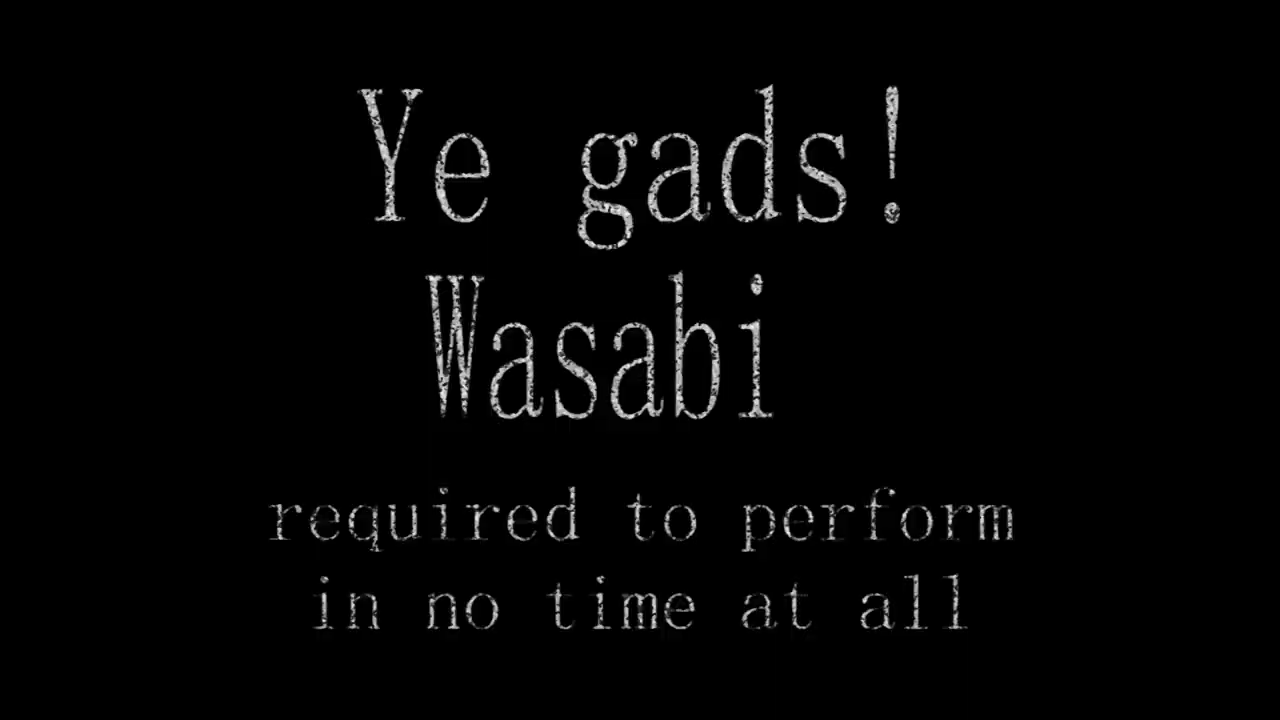 Ye gads!
Wasabi
required to perform
in no time at all